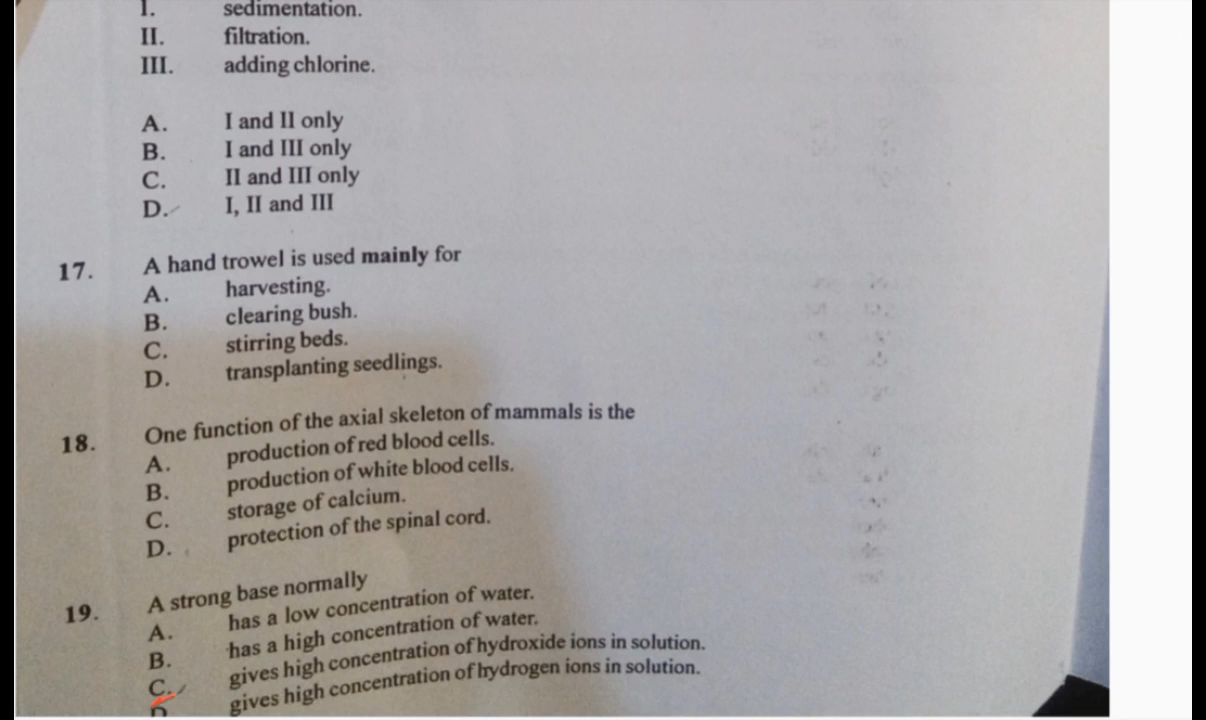 I. sedimentation.
II. filtration.
III. adding chlorine.
A. I and II only
B. I and III only
C. II and III only
D. I, II and III
17. A hand trowel is used mainly for
A. harvesting.
B. clearing bush.
C. stirring beds.
D. transplanting seedlings.
18. One function of the axial skeleton of mammals is the
A. production of red blood cells.
B. production of white blood cells.
C. storage of calcium.
D. protection of the spinal cord.
19. A strong base normally
A. has a low concentration of water.
B. has a high concentration of water.
C. gives high concentration of hydroxide ions in solution.
D gives high concentration of hydrogen ions in solution.